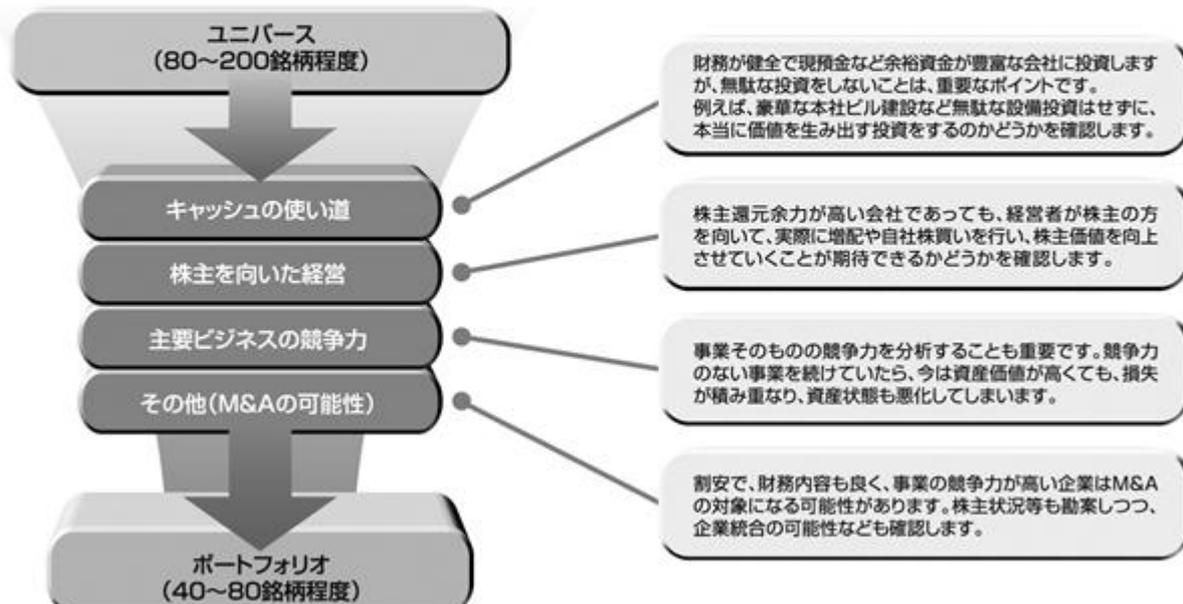 ユニバース
(80〜200銘柄程度)
キャッシュの使い道
株主を向いた経営
主要ビジネスの競争力
その他(M&Aの可能性)
ポートフォリオ
(40〜80銘柄程度)
財務が健全で現預金など余裕資金が豊富な会社に投資します
が、無駄な投資をしないことは、重要なポイントです。
例えば、豪華な本社ビル建設など無駄な設備投資はせずに、
本当に価値を生み出す投資をするのかどうかを確認します。
株主還元余力が高い会社であっても、経営者が株主の方
を向いて、実際に増配や自社株買いを行い、株主価値を向上
させていくことが期待できるかどうかを確認します。
事業そのものの競争力を分析することも重要です。競争力
のない事業を続けていたら、今は資産価値が高くても、損失
が積み重なり、資産状態も悪化してしまいます。
割安で、財務内容も良く、事業の競争力が高い企業はM&A
の対象になる可能性があります。株主状況等も勘案しつつ、
企業統合の可能性なども確認します。